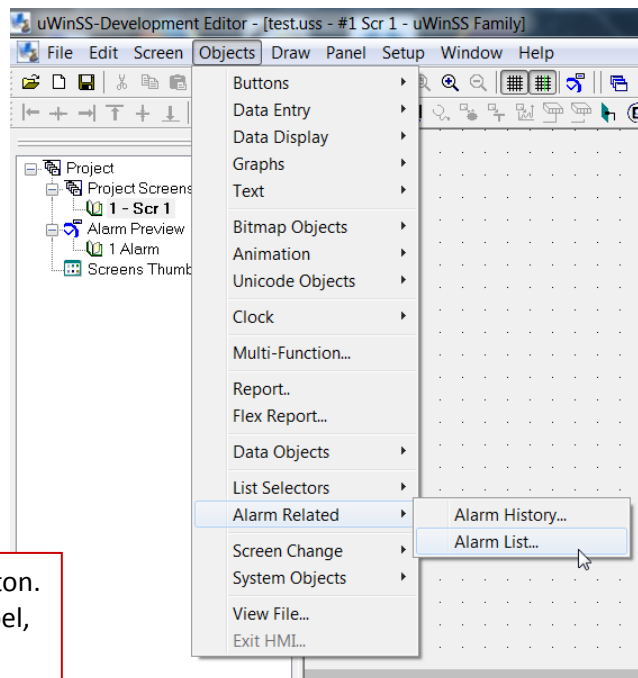 uWinSS-Development Editor - [test.uss - #1 Scr 1 - uWinSS Family]
File Edit Screen Objects Draw Panel Setup Window Help
Project
Project Screens
1 - Scr 1
Alarm Preview
1 Alarm
Screens Thumb
Buttons
Data Entry
Data Display
Graphs
Text
Bitmap Objects
Animation
Unicode Objects
Clock
Multi-Function...
Report..
Flex Report...
Data Objects
List Selectors
Alarm Related
Screen Change
System Objects
View File...
Exit HMI...
Alarm History...
Alarm List...
ton.
el,